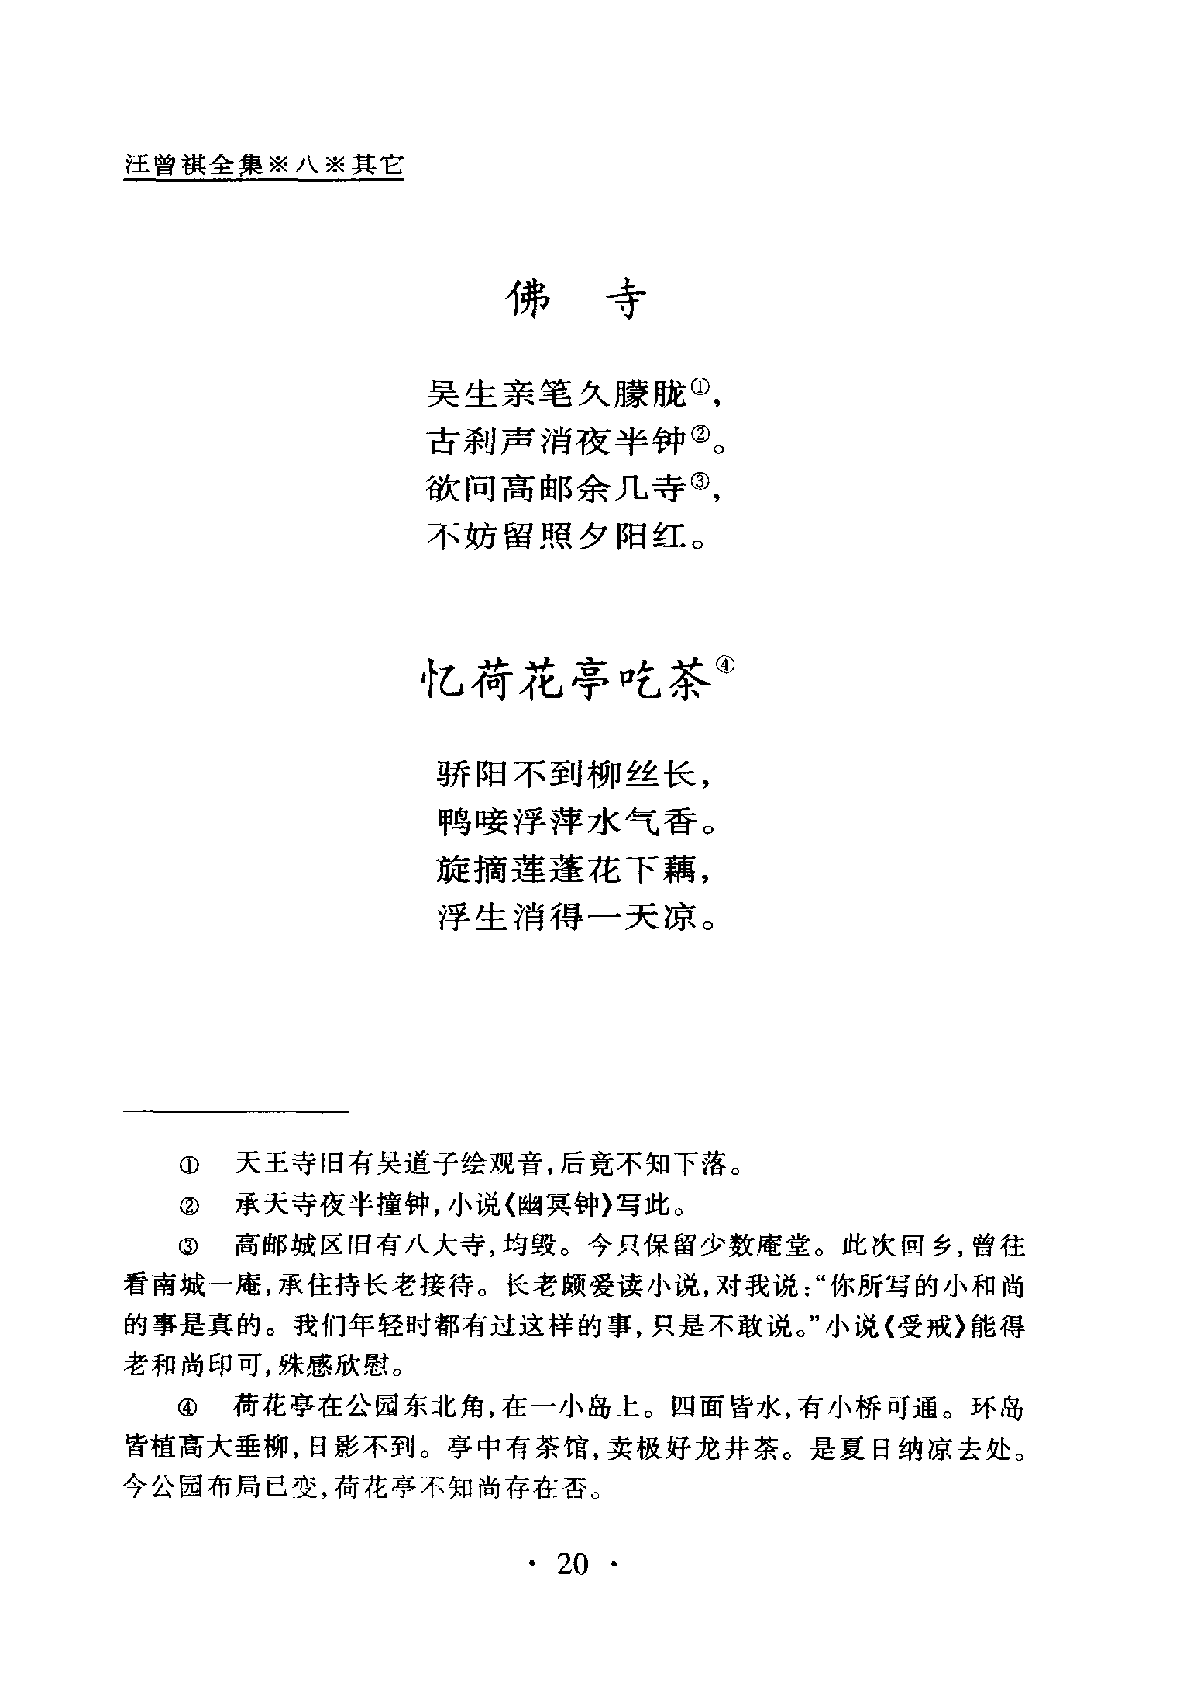 汪曾祺全集※八※其它
佛 寺
吴生亲笔久朦胧①，
古刹声消夜半钟②。
欲问高邮余几寺③，
不妨留照夕阳红。
忆荷花亭吃茶④
骄阳不到柳丝长，
鸭唼浮萍水气香。
旋摘莲蓬花下藕，
浮生消得一天凉。
① 天王寺旧有吴道子绘观音，后竟不知下落。
② 承天寺夜半撞钟，小说《幽冥钟》写此。
③ 高邮城区旧有八大寺，均毁。今只保留少数庵堂。此次回乡，曾往
看南城一庵，承住持长老接待。长老颇爱读小说，对我说：“你所写的小和尚
的事是真的。我们年轻时都有过这样的事，只是不敢说。”小说《受戒》能得
老和尚印可，殊感欣慰。
④ 荷花亭在公园东北角，在一小岛上。四面皆水，有小桥可通。环岛
皆植高大垂柳，日影不到。亭中有茶馆，卖极好龙井茶。是夏日纳凉去处。
今公园布局已变，荷花亭不知尚存在否。
· 20 ·